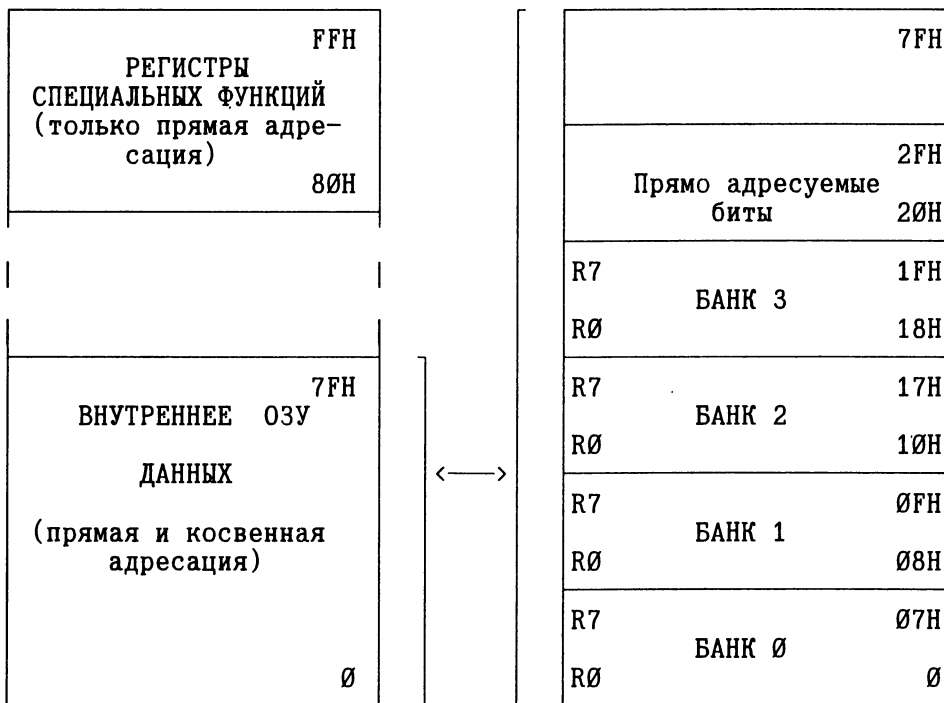 FFH
РЕГИСТРЫ
СПЕЦИАЛЬНЫХ ФУНКЦИЙ
(только прямая адре-
сация)
8ØH
7FH
ВНУТРЕННЕЕ ОЗУ
ДАННЫХ
(прямая и косвенная
адресация)
Ø
<--->
7FH
2FH
Прямо адресуемые
биты 2ØH
R7 1FH
БАНК 3
RØ 18H
R7 17H
БАНК 2
RØ 1ØH
R7 ØFH
БАНК 1
RØ Ø8H
R7 Ø7H
БАНК Ø
RØ Ø